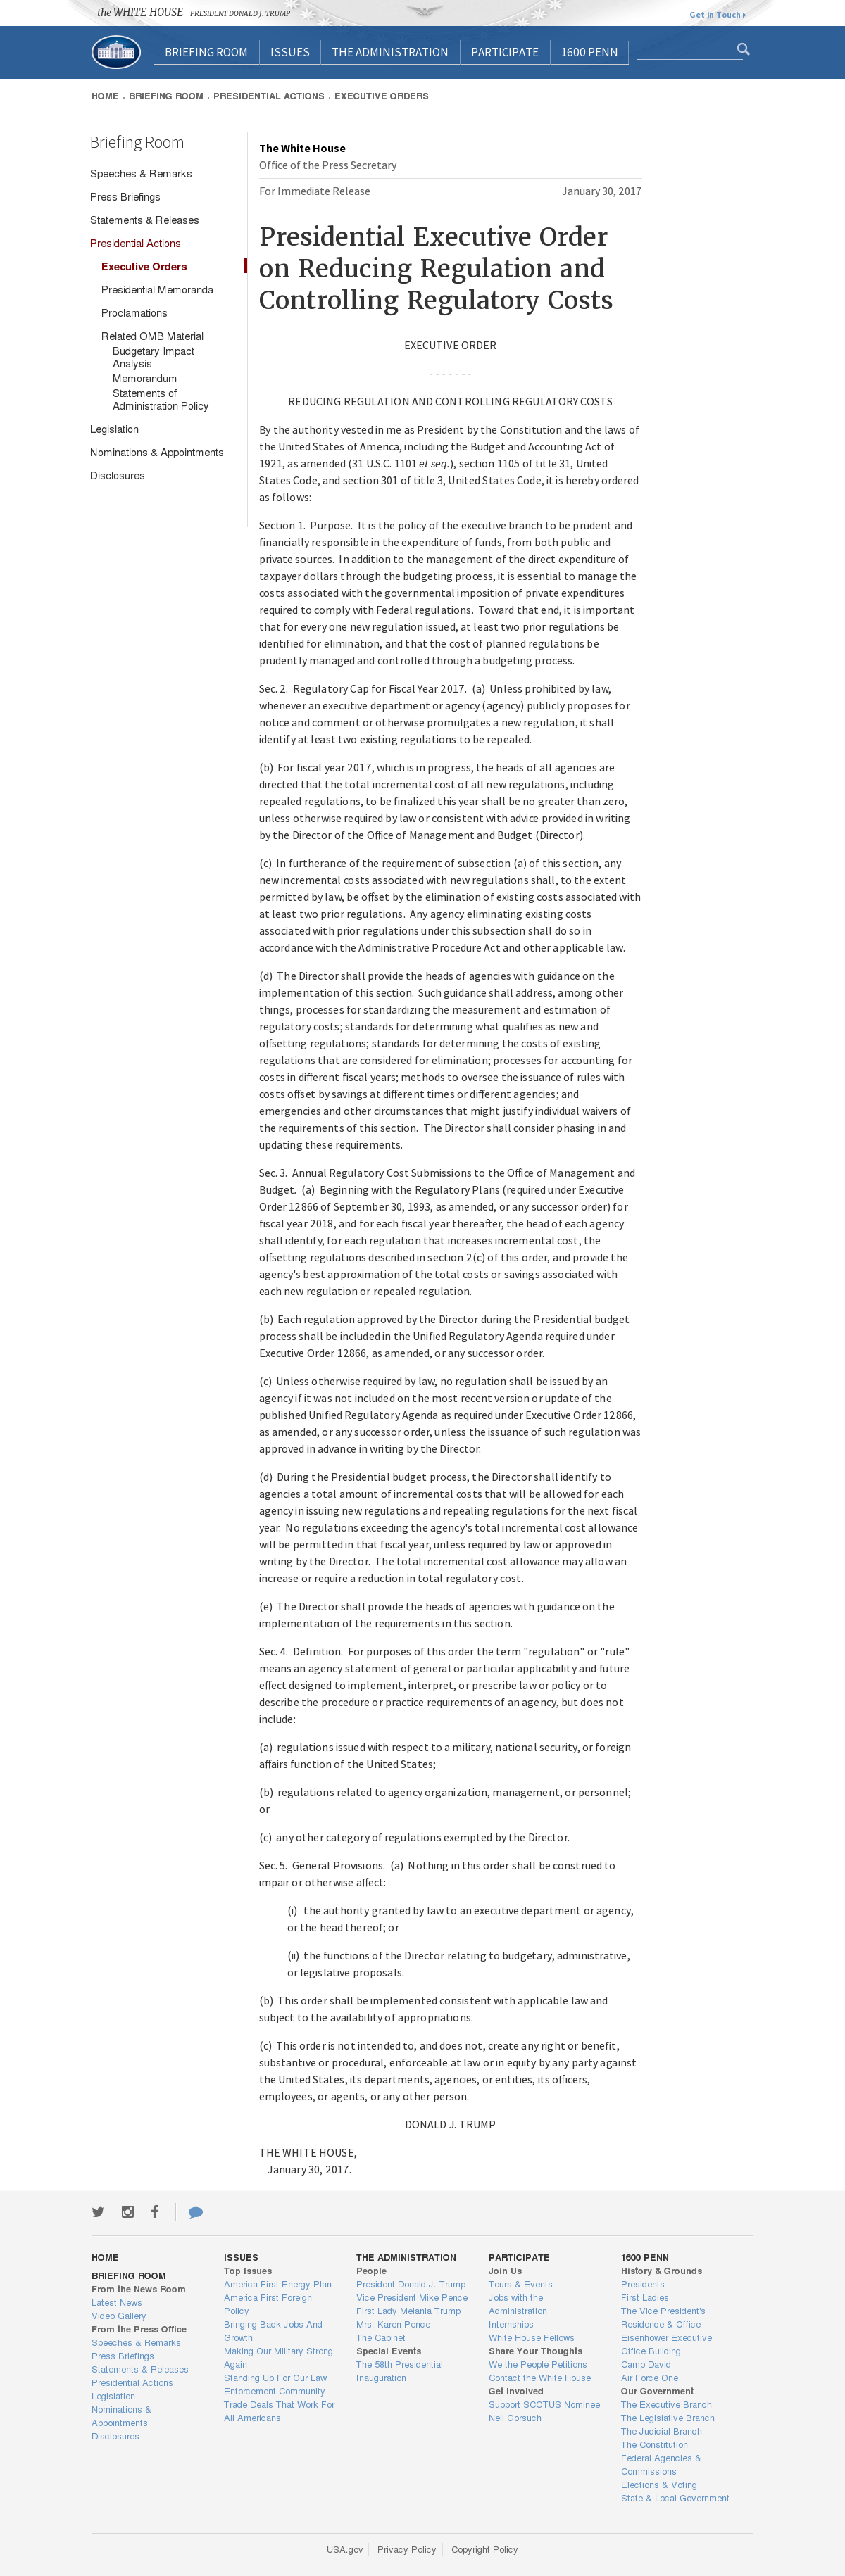 the WHITE HOUSE PRESIDENT DONALD J. TRUMP
Get in Touch
BRIEFING ROOM
ISSUES
THE ADMINISTRATION
PARTICIPATE
1600 PENN
HOME · BRIEFING ROOM · PRESIDENTIAL ACTIONS · EXECUTIVE ORDERS
Briefing Room
Speeches & Remarks
Press Briefings
Statements & Releases
Presidential Actions
Executive Orders
Presidential Memoranda
Proclamations
Related OMB Material
Budgetary Impact
Analysis
Memorandum
Statements of
Administration Policy
Legislation
Nominations & Appointments
Disclosures
The White House
Office of the Press Secretary
For Immediate Release January 30, 2017
Presidential Executive Order
on Reducing Regulation and
Controlling Regulatory Costs
EXECUTIVE ORDER
- - - - - - -
REDUCING REGULATION AND CONTROLLING REGULATORY COSTS
By the authority vested in me as President by the Constitution and the laws of
the United States of America, including the Budget and Accounting Act of
1921, as amended (31 U.S.C. 1101 et seq.), section 1105 of title 31, United
States Code, and section 301 of title 3, United States Code, it is hereby ordered
as follows:
Section 1.  Purpose.  It is the policy of the executive branch to be prudent and
financially responsible in the expenditure of funds, from both public and
private sources.  In addition to the management of the direct expenditure of
taxpayer dollars through the budgeting process, it is essential to manage the
costs associated with the governmental imposition of private expenditures
required to comply with Federal regulations.  Toward that end, it is important
that for every one new regulation issued, at least two prior regulations be
identified for elimination, and that the cost of planned regulations be
prudently managed and controlled through a budgeting process.
Sec. 2.  Regulatory Cap for Fiscal Year 2017.  (a)  Unless prohibited by law,
whenever an executive department or agency (agency) publicly proposes for
notice and comment or otherwise promulgates a new regulation, it shall
identify at least two existing regulations to be repealed.
(b)  For fiscal year 2017, which is in progress, the heads of all agencies are
directed that the total incremental cost of all new regulations, including
repealed regulations, to be finalized this year shall be no greater than zero,
unless otherwise required by law or consistent with advice provided in writing
by the Director of the Office of Management and Budget (Director).
(c)  In furtherance of the requirement of subsection (a) of this section, any
new incremental costs associated with new regulations shall, to the extent
permitted by law, be offset by the elimination of existing costs associated with
at least two prior regulations.  Any agency eliminating existing costs
associated with prior regulations under this subsection shall do so in
accordance with the Administrative Procedure Act and other applicable law.
(d)  The Director shall provide the heads of agencies with guidance on the
implementation of this section.  Such guidance shall address, among other
things, processes for standardizing the measurement and estimation of
regulatory costs; standards for determining what qualifies as new and
offsetting regulations; standards for determining the costs of existing
regulations that are considered for elimination; processes for accounting for
costs in different fiscal years; methods to oversee the issuance of rules with
costs offset by savings at different times or different agencies; and
emergencies and other circumstances that might justify individual waivers of
the requirements of this section.  The Director shall consider phasing in and
updating these requirements.
Sec. 3.  Annual Regulatory Cost Submissions to the Office of Management and
Budget.  (a)  Beginning with the Regulatory Plans (required under Executive
Order 12866 of September 30, 1993, as amended, or any successor order) for
fiscal year 2018, and for each fiscal year thereafter, the head of each agency
shall identify, for each regulation that increases incremental cost, the
offsetting regulations described in section 2(c) of this order, and provide the
agency's best approximation of the total costs or savings associated with
each new regulation or repealed regulation.
(b)  Each regulation approved by the Director during the Presidential budget
process shall be included in the Unified Regulatory Agenda required under
Executive Order 12866, as amended, or any successor order.
(c)  Unless otherwise required by law, no regulation shall be issued by an
agency if it was not included on the most recent version or update of the
published Unified Regulatory Agenda as required under Executive Order 12866,
as amended, or any successor order, unless the issuance of such regulation was
approved in advance in writing by the Director.
(d)  During the Presidential budget process, the Director shall identify to
agencies a total amount of incremental costs that will be allowed for each
agency in issuing new regulations and repealing regulations for the next fiscal
year.  No regulations exceeding the agency's total incremental cost allowance
will be permitted in that fiscal year, unless required by law or approved in
writing by the Director.  The total incremental cost allowance may allow an
increase or require a reduction in total regulatory cost.
(e)  The Director shall provide the heads of agencies with guidance on the
implementation of the requirements in this section.
Sec. 4.  Definition.  For purposes of this order the term "regulation" or "rule"
means an agency statement of general or particular applicability and future
effect designed to implement, interpret, or prescribe law or policy or to
describe the procedure or practice requirements of an agency, but does not
include:
(a)  regulations issued with respect to a military, national security, or foreign
affairs function of the United States;
(b)  regulations related to agency organization, management, or personnel;
or
(c)  any other category of regulations exempted by the Director.
Sec. 5.  General Provisions.  (a)  Nothing in this order shall be construed to
impair or otherwise affect:
(i)   the authority granted by law to an executive department or agency,
or the head thereof; or
(ii)  the functions of the Director relating to budgetary, administrative,
or legislative proposals.
(b)  This order shall be implemented consistent with applicable law and
subject to the availability of appropriations.
(c)  This order is not intended to, and does not, create any right or benefit,
substantive or procedural, enforceable at law or in equity by any party against
the United States, its departments, agencies, or entities, its officers,
employees, or agents, or any other person.
DONALD J. TRUMP
THE WHITE HOUSE,
January 30, 2017.
HOME
BRIEFING ROOM
From the News Room
Latest News
Video Gallery
From the Press Office
Speeches & Remarks
Press Briefings
Statements & Releases
Presidential Actions
Legislation
Nominations &
Appointments
Disclosures
ISSUES
Top Issues
America First Energy Plan
America First Foreign
Policy
Bringing Back Jobs And
Growth
Making Our Military Strong
Again
Standing Up For Our Law
Enforcement Community
Trade Deals That Work For
All Americans
THE ADMINISTRATION
People
President Donald J. Trump
Vice President Mike Pence
First Lady Melania Trump
Mrs. Karen Pence
The Cabinet
Special Events
The 58th Presidential
Inauguration
PARTICIPATE
Join Us
Tours & Events
Jobs with the
Administration
Internships
White House Fellows
Share Your Thoughts
We the People Petitions
Contact the White House
Get Involved
Support SCOTUS Nominee
Neil Gorsuch
1600 PENN
History & Grounds
Presidents
First Ladies
The Vice President's
Residence & Office
Eisenhower Executive
Office Building
Camp David
Air Force One
Our Government
The Executive Branch
The Legislative Branch
The Judicial Branch
The Constitution
Federal Agencies &
Commissions
Elections & Voting
State & Local Government
USA.gov
Privacy Policy
Copyright Policy